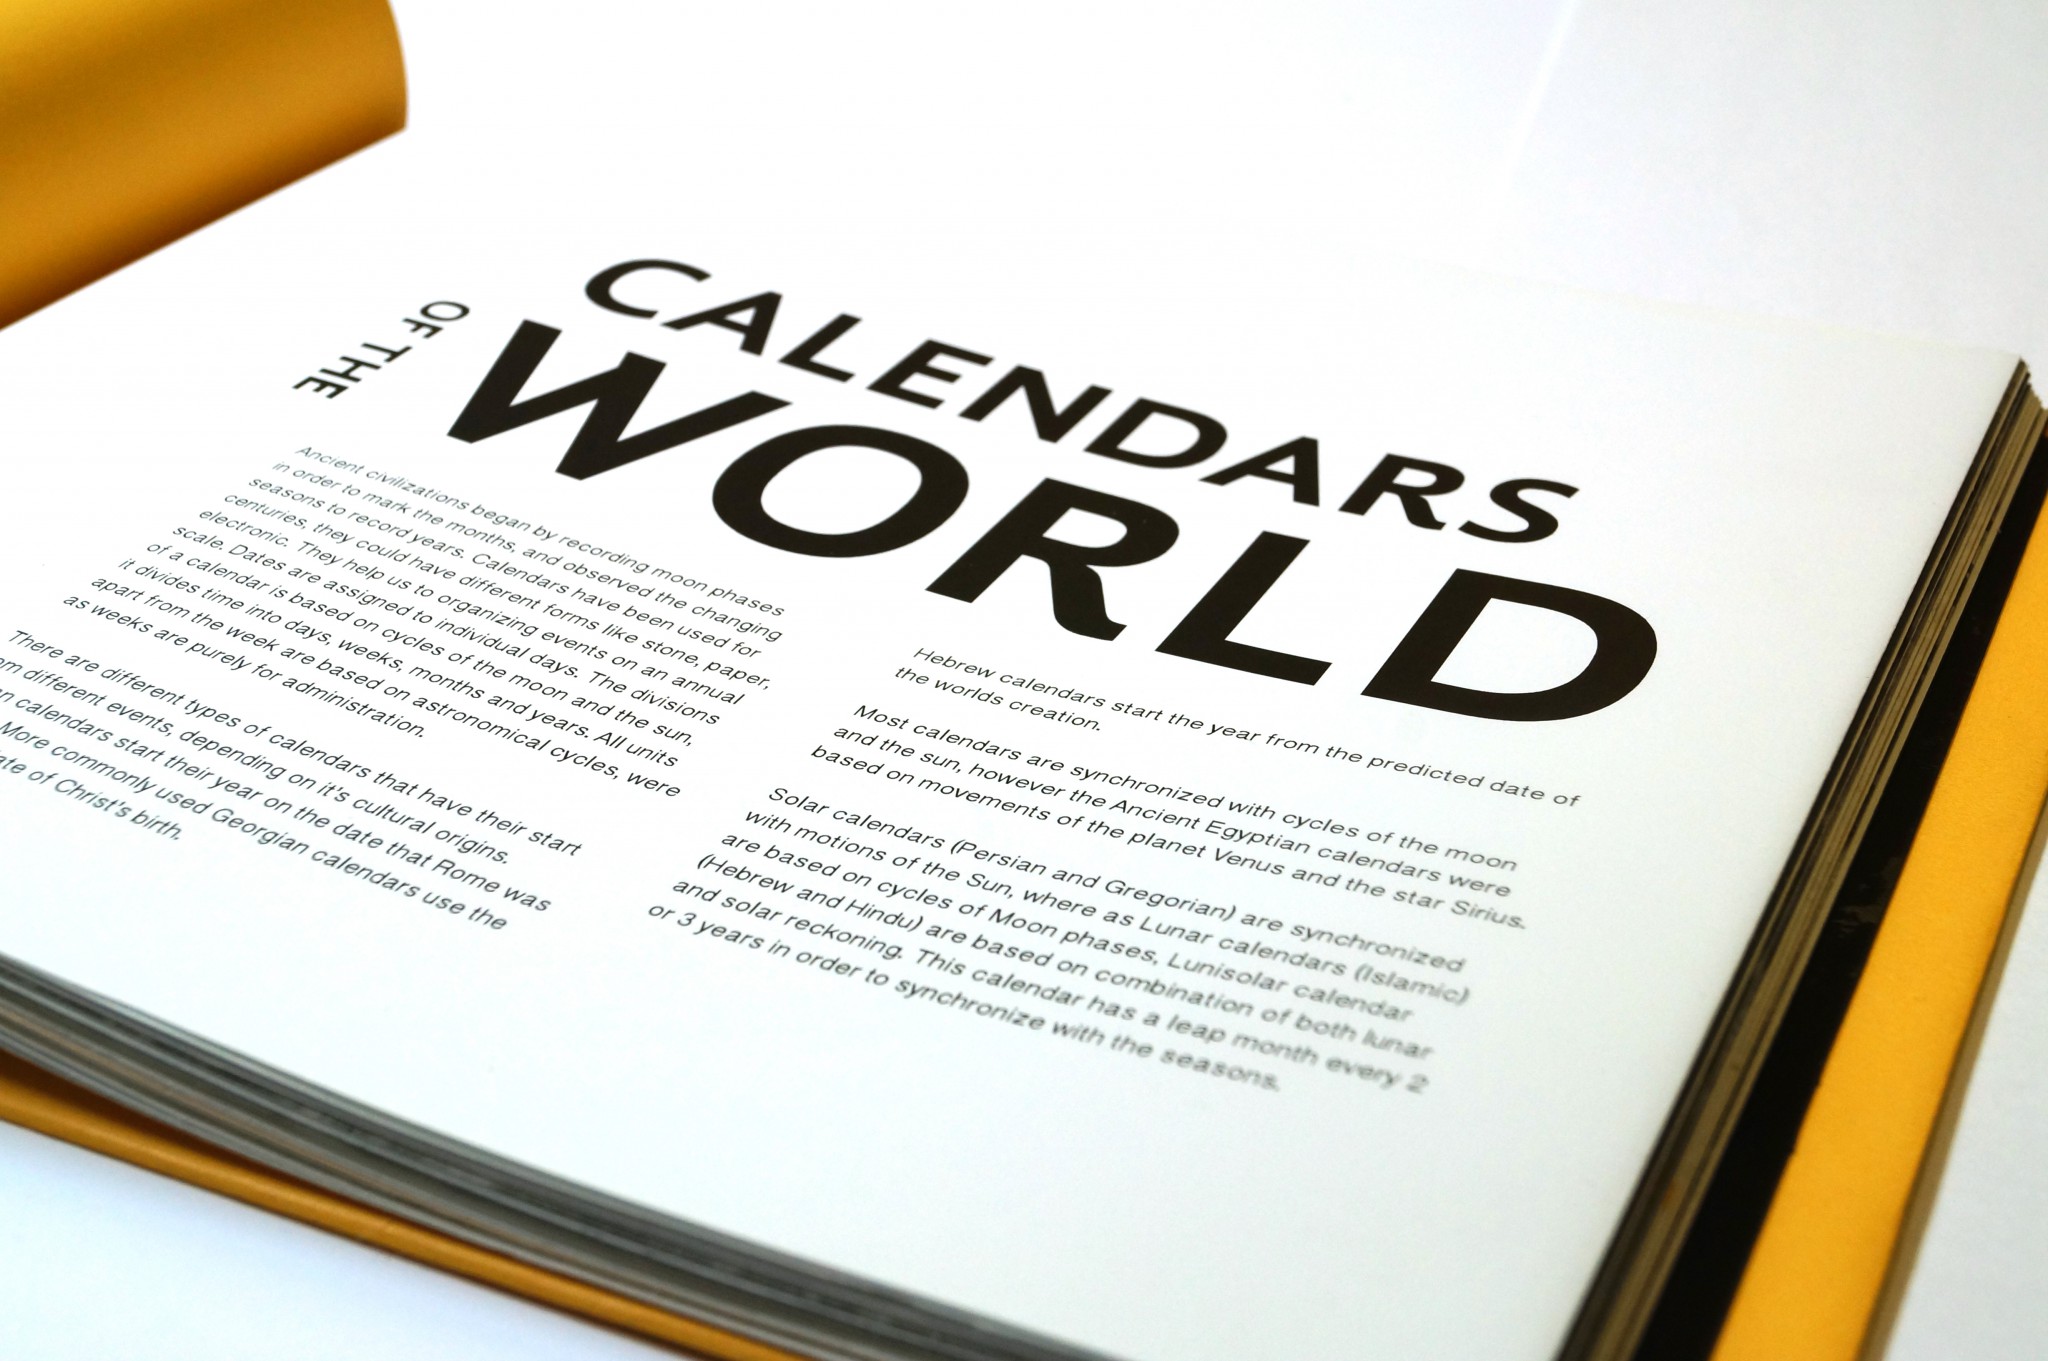 CALENDARS
OF THE
WORLD
Ancient civilizations began by recording moon phases
in order to mark the months, and observed the changing
seasons to record years. Calendars have been used for
centuries, they could have different forms like stone, paper,
electronic. They help us to organizing events on an annual
scale. Dates are assigned to individual days. The divisions
of a calendar is based on cycles of the moon and the sun,
it divides time into days, weeks, months and years. All units
apart from the week are based on astronomical cycles, were
as weeks are purely for administration.
There are different types of calendars that have their start
different events, depending on it's cultural origins.
calendars start their year on the date that Rome was
More commonly used Georgian calendars use the
of Christ's birth.
Hebrew calendars start the year from the predicted date of
the worlds creation.
Most calendars are synchronized with cycles of the moon
and the sun, however the Ancient Egyptian calendars were
based on movements of the planet Venus and the star Sirius.
Solar calendars (Persian and Gregorian) are synchronized
with motions of the Sun, where as Lunar calendars (Islamic)
are based on cycles of Moon phases, Lunisolar calendar
(Hebrew and Hindu) are based on combination of both lunar
and solar reckoning. This calendar has a leap month every 2
or 3 years in order to synchronize with the seasons.